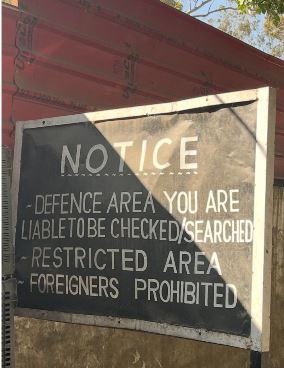 NOTICE
~DEFENCE AREA YOU ARE
LIABLE TO BE CHECKED/SEARCHED
~RESTRICTED AREA
~FOREIGNERS PROHIBITED